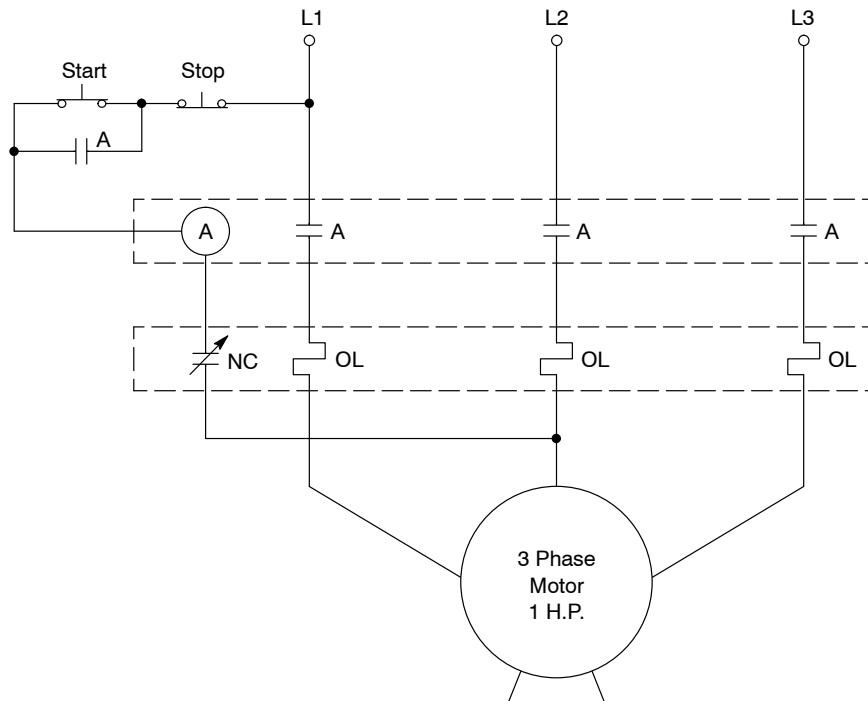 L1 L2 L3
Start Stop
A
A A A A
NC OL OL OL
3 Phase
Motor
1 H.P.